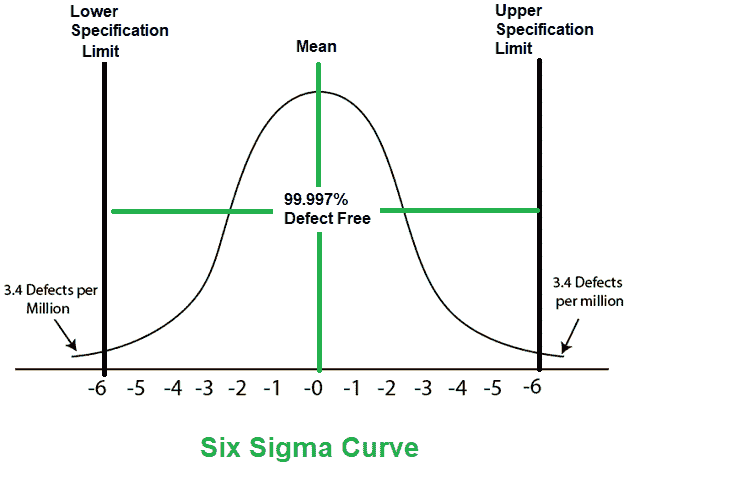 Lower
Specification
Limit
Mean
Upper
Specification
Limit
99.997%
Defect Free
3.4 Defects per
Million
3.4 Defects
per million
-6 -5 -4 -3 -2 -1 -0 -1 -2 -3 -4 -5 -6
Six Sigma Curve